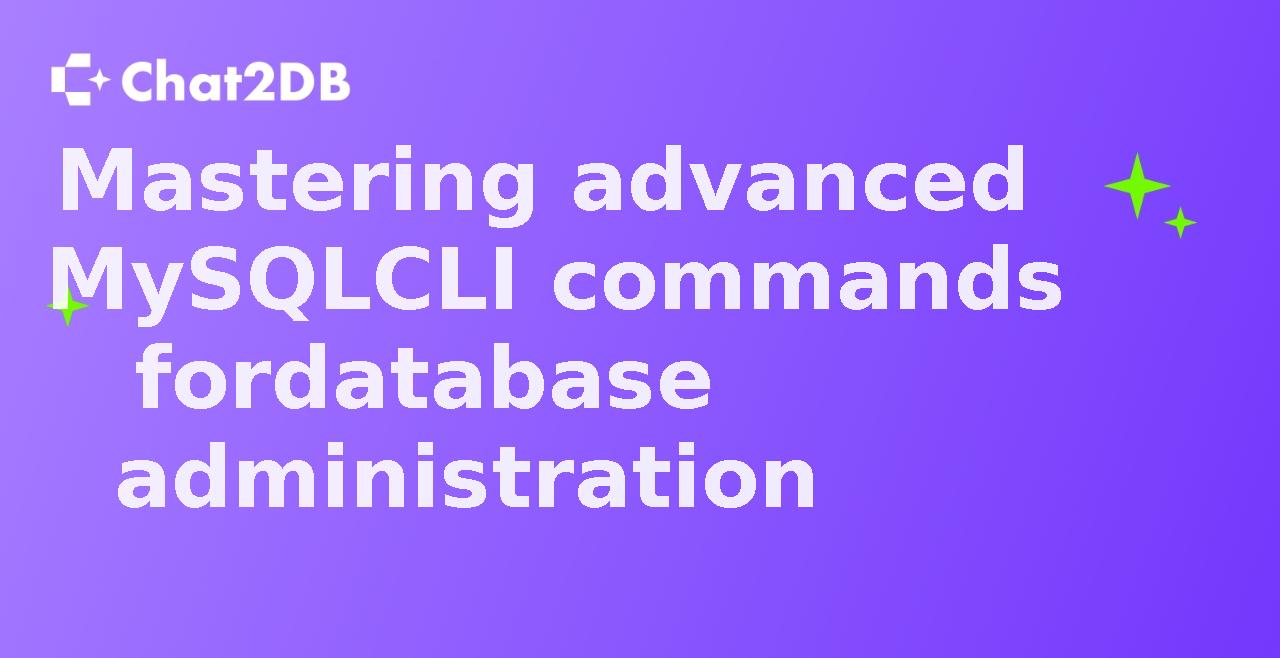 Chat2DB
Mastering advanced
MySQLCLI commands
fordatabase
administration